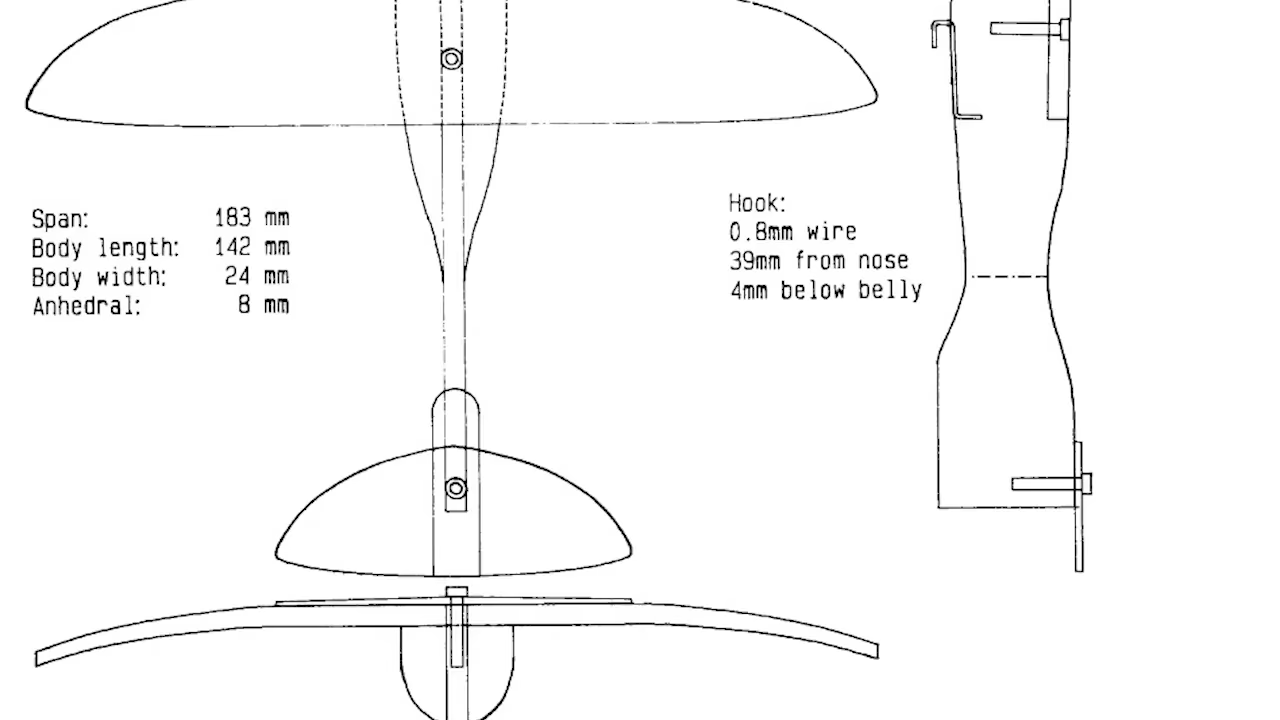 Span: 183 mm
Body length: 142 mm
Body width: 24 mm
Anhedral: 8 mm
Hook:
0.8mm wire
39mm from nose
4mm below belly